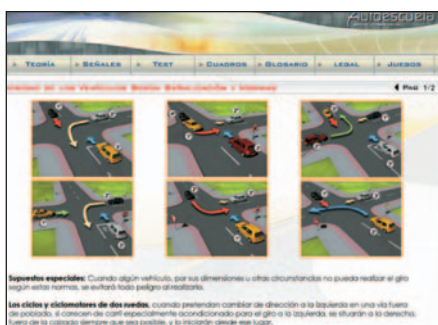 Autoescuela
» Teoría » Señales » Test » Cuadros » Glosario » Legal » Juegos
de los Vehículos
Pag 1/2
Supuestos especiales: Cuando algún vehículo, por sus dimensiones u otras circunstancias no pueda realizar el giro
según estas normas, se evitará todo peligro al realizarlo.
Los ciclos y ciclomotores de dos ruedas, cuando pretendan cambiar de dirección a la izquierda en una vía fuera
de poblado, si carecen de carril especialmente acondicionado para el giro a la izquierda, se situarán a la derecha,
fuera de la calzada siempre que sea posible, y lo iniciarán desde ese lugar.